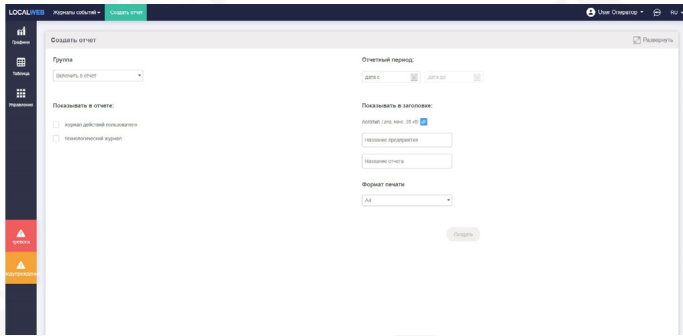 LOCALWEB Журналы событий Создать отчет User Оператор RU
Графики
Таблица
Управление
Тревога
Создать отчет Развернуть
Группа
Включить в отчет
Показывать в отчете:
журнал действий пользователя
технологический журнал
Отчетный период:
дата с дата до
Показывать в заголовке:
Название предприятия
Название отчета
Формат печати
A4
Создать